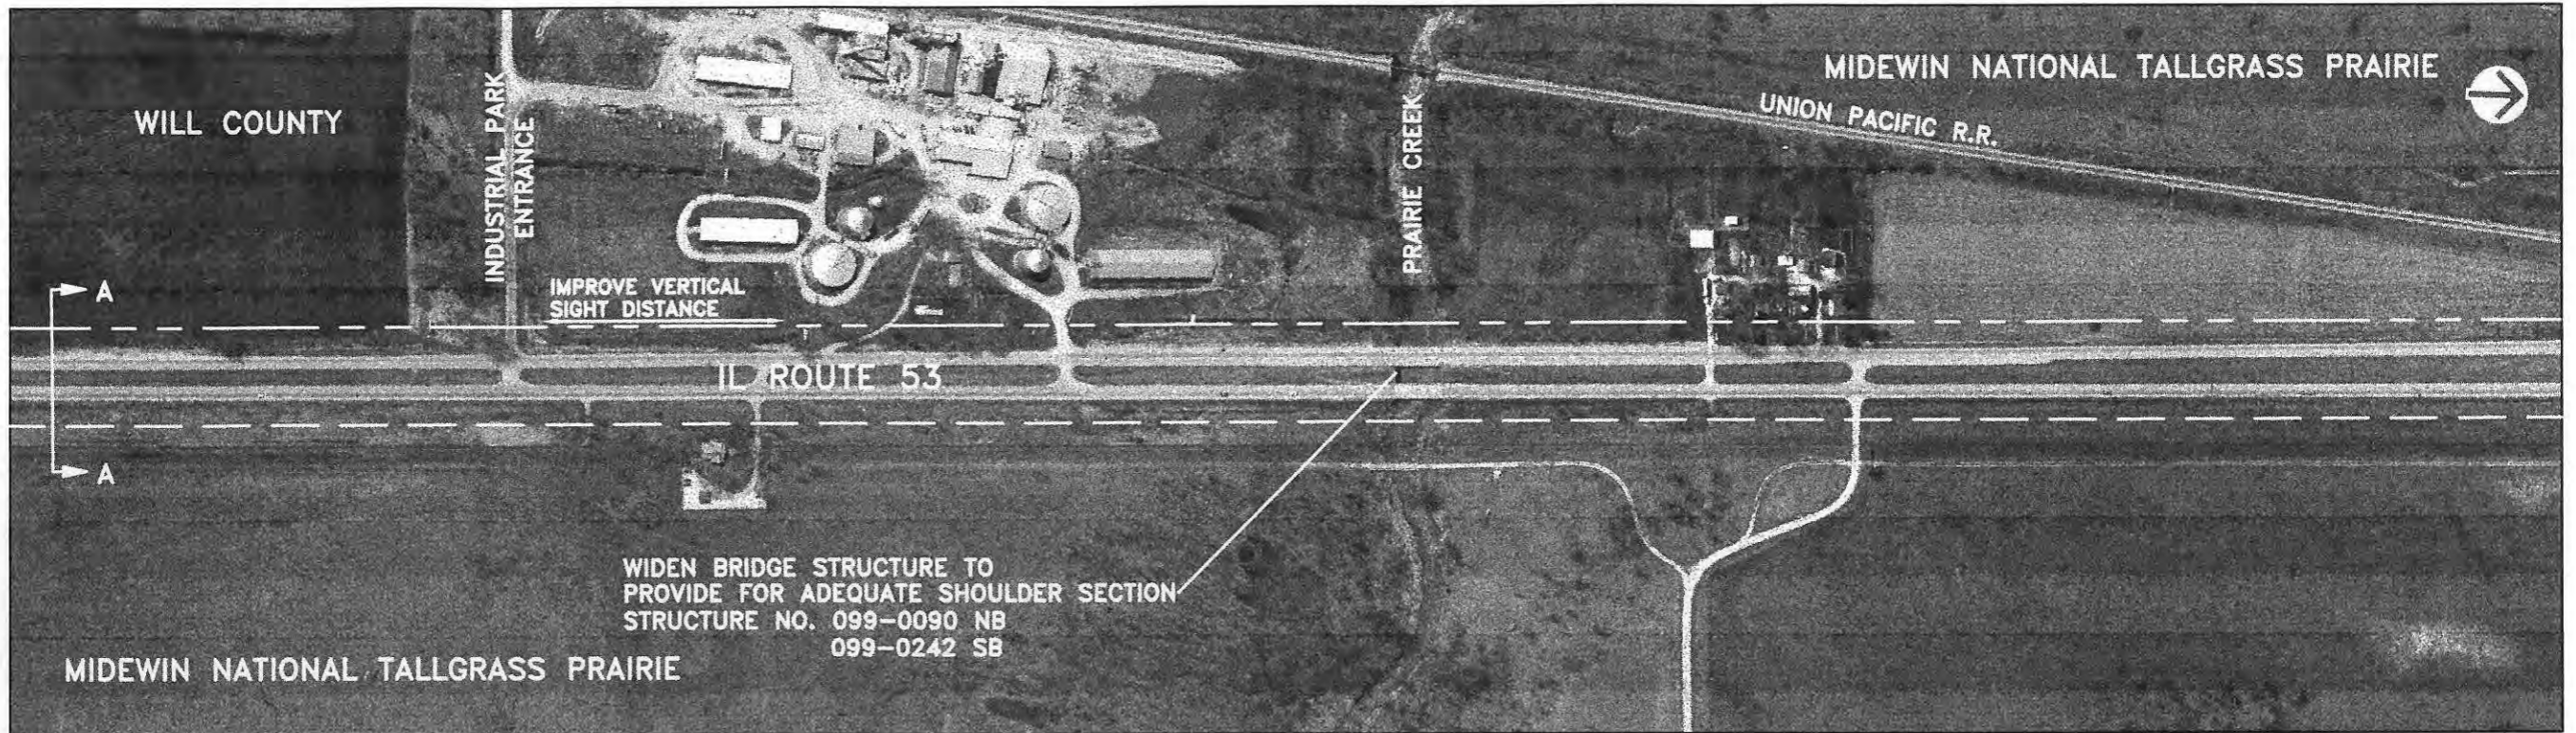 MIDEWIN NATIONAL TALLGRASS PRAIRIE
UNION PACIFIC R.R.
WILL COUNTY
INDUSTRIAL PARK
ENTRANCE
PRAIRIE CREEK
A
IMPROVE VERTICAL
SIGHT DISTANCE
IL ROUTE 53
A
WIDEN BRIDGE STRUCTURE TO
PROVIDE FOR ADEQUATE SHOULDER SECTION
STRUCTURE NO. 099-0090 NB
099-0242 SB
MIDEWIN NATIONAL TALLGRASS PRAIRIE